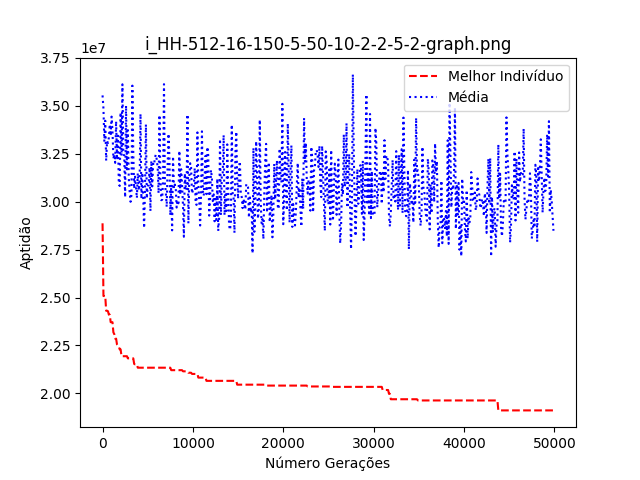 i_HH-512-16-150-5-50-10-2-2-5-2-graph.png
1e7
3.75
3.50
3.25
3.00
2.75
2.50
2.25
2.00
Aptidão
Melhor Indivíduo
Média
0 10000 20000 30000 40000 50000
Número Gerações